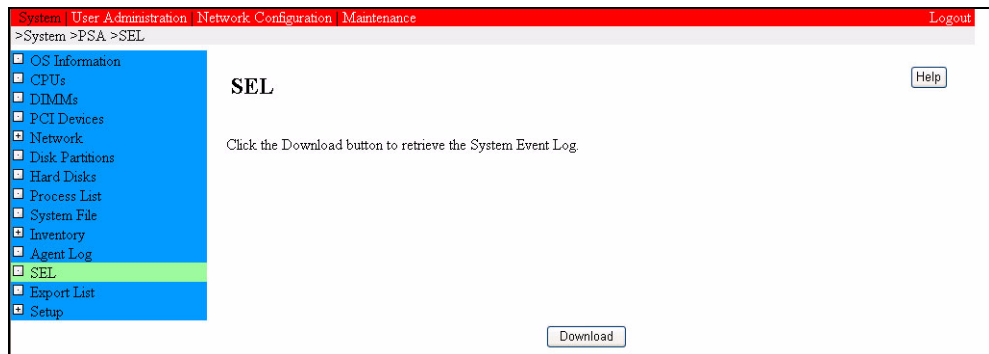 System | User Administration | Network Configuration | Maintenance Logout
>System >PSA >SEL
OS Information
CPUs
DIMMs
PCI Devices
Network
Disk Partitions
Hard Disks
Process List
System File
Inventory
Agent Log
SEL
Export List
Setup
SEL
Help
Click the Download button to retrieve the System Event Log.
Download